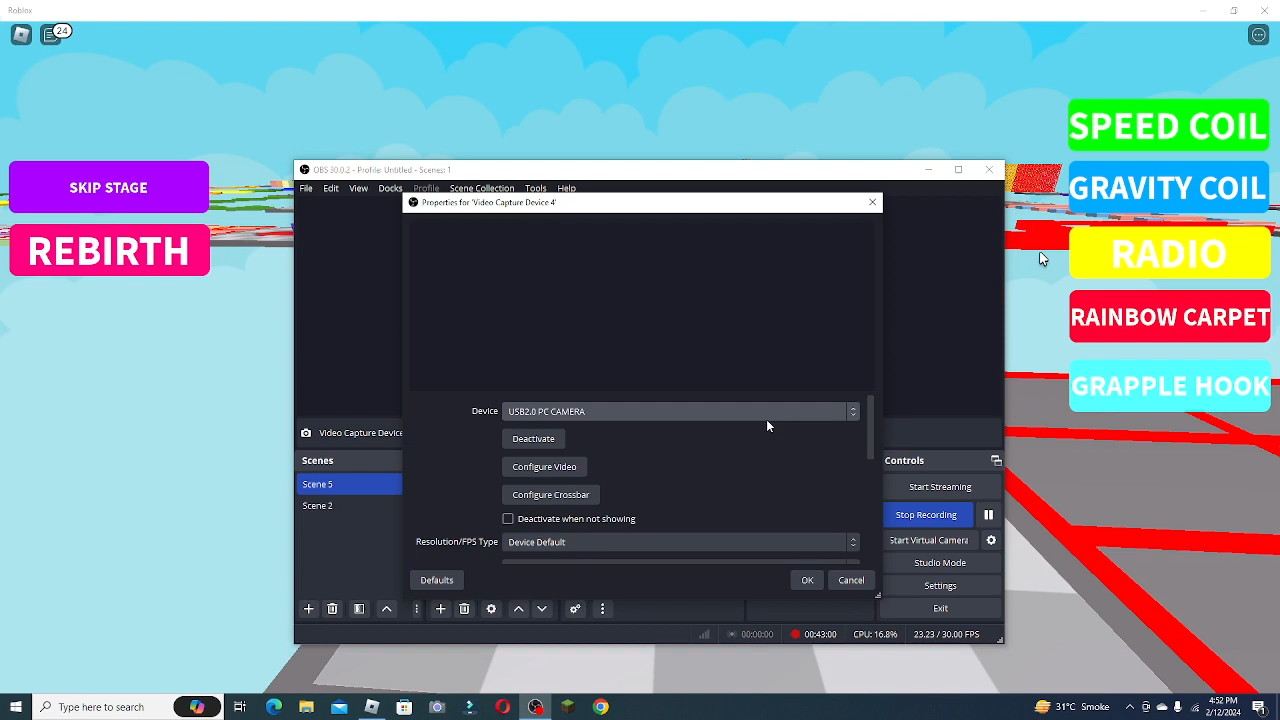 Roblox
24
SPEED COIL
GRAVITY COIL
RADIO
RAINBOW CARPET
GRAPPLE HOOK
SKIP STAGE
REBIRTH
OBS 30.0.2 - Profile: Untitled - Scenes: 1
File Edit View Docks Profile Scene Collection Tools Help
Properties for 'Video Capture Device 4'
Device USB2.0 PC CAMERA
Deactivate
Configure Video
Configure Crossbar
Deactivate when not showing
Resolution/FPS Type Device Default
Defaults OK Cancel
Video Capture Device
Scenes
Scene 5
Scene 2
Controls
Start Streaming
Stop Recording
Start Virtual Camera
Studio Mode
Settings
Exit
00:00:00 00:43:00 CPU: 16.8% 23.23 / 30.00 FPS
Type here to search
31°C Smoke
4:52 PM
2/12/2024